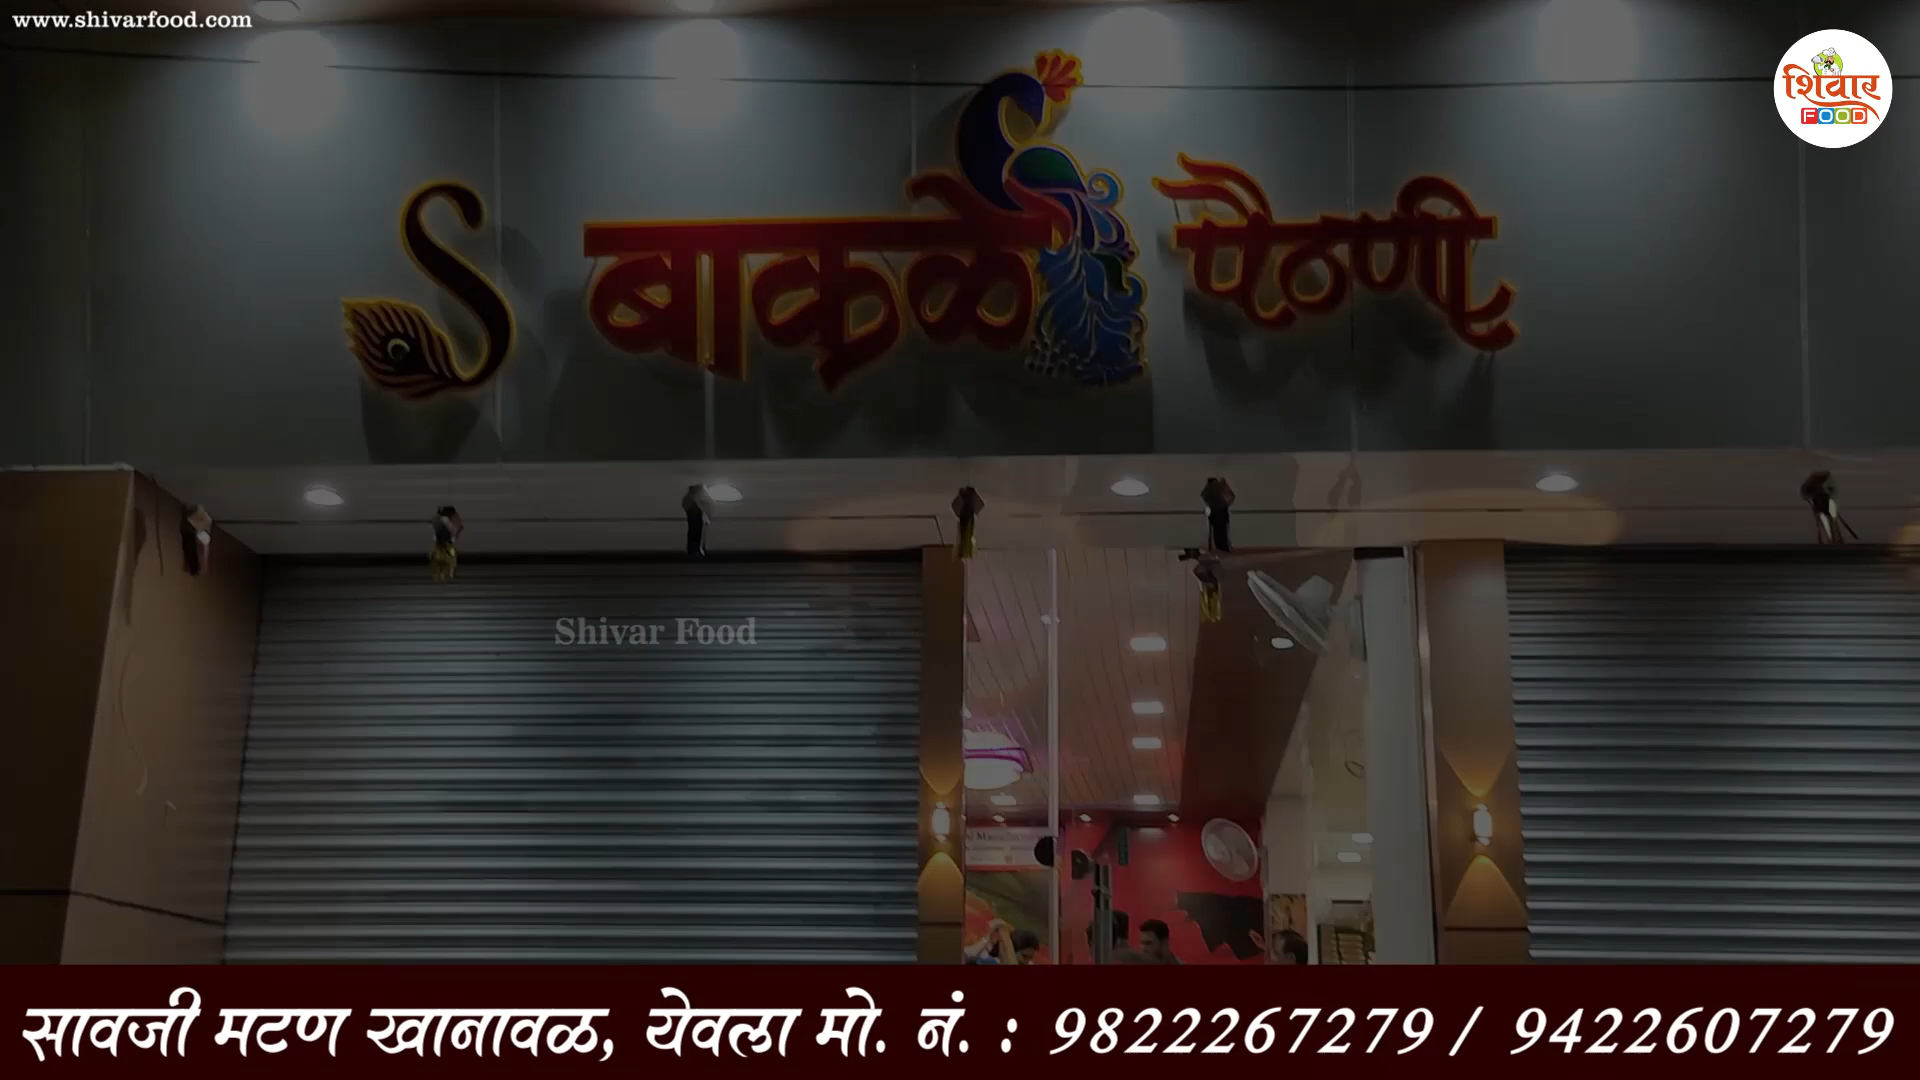 www.shivarfood.com
शिवार
FOOD
S बाकळे पैठणी
Shivar Food
सावजी मटण खानावळ, येवला मो. नं. : 9822267279 / 9422607279